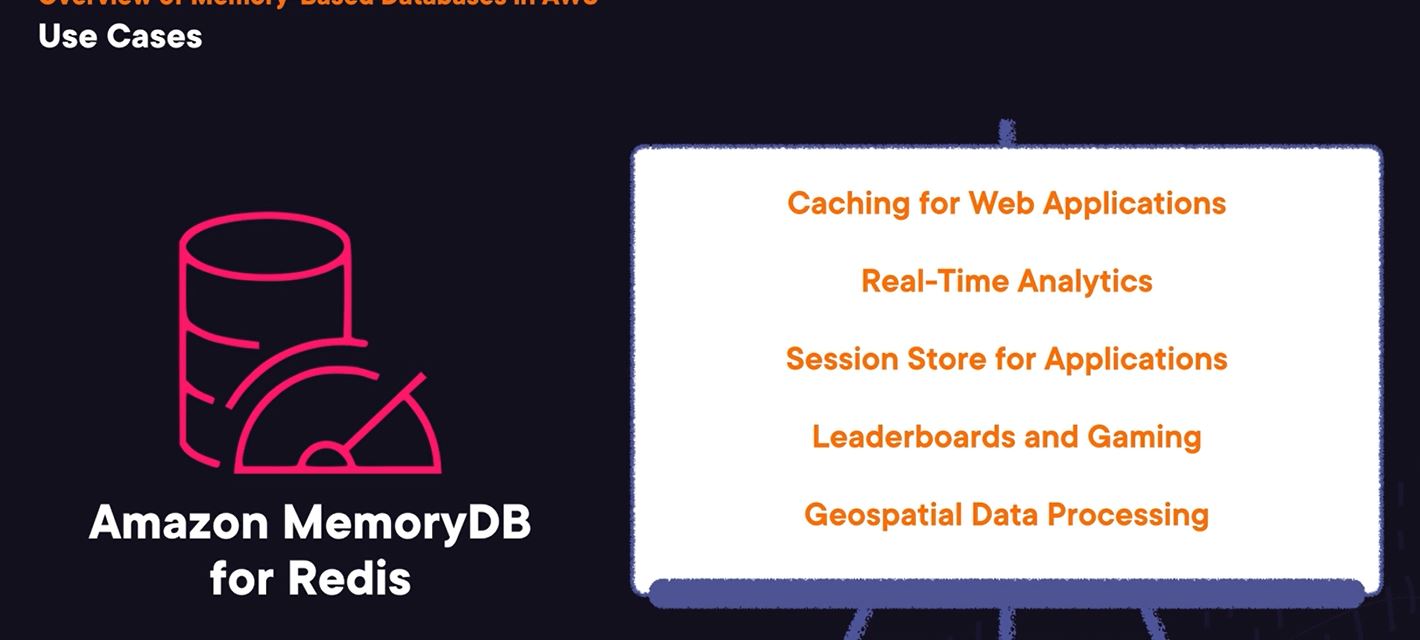 Overview of Memory-Based Databases in AWS
Use Cases
Caching for Web Applications
Real-Time Analytics
Session Store for Applications
Leaderboards and Gaming
Geospatial Data Processing
Amazon MemoryDB
for Redis